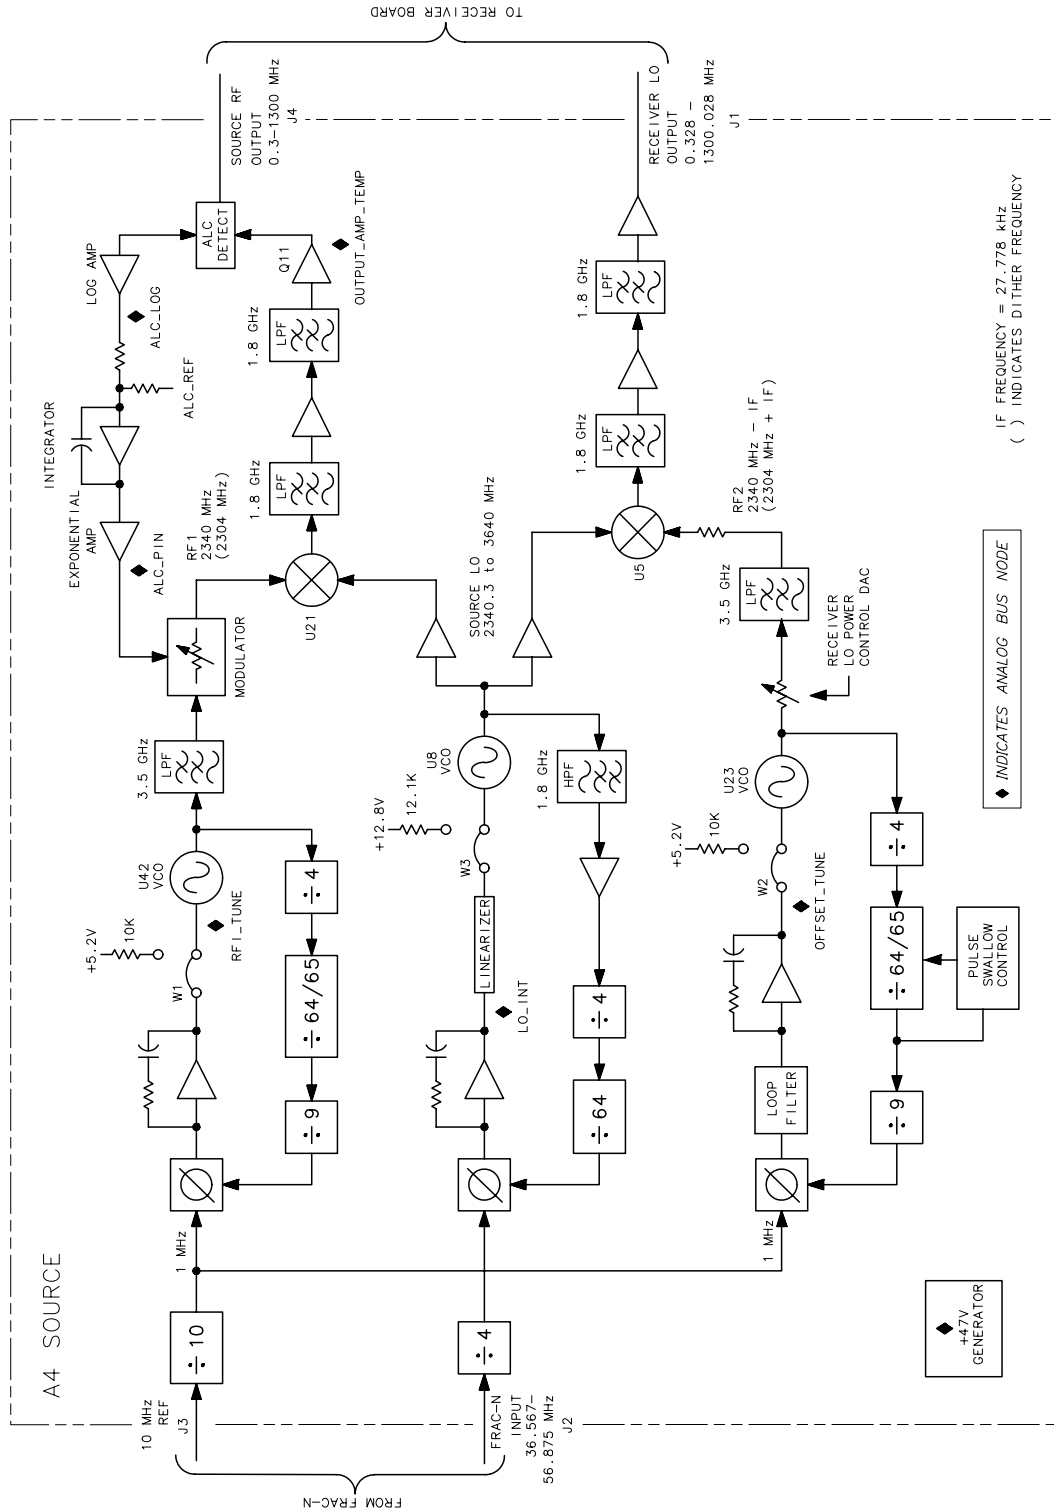 A4 SOURCE
FROM FRAC-N
10 MHz
REF
J3
÷10
1 MHz
÷9
÷64/65
÷4
W1
+5.2V
10K
RFI_TUNE
U42
VCO
3.5 GHz
LPF
MODULATOR
EXPONENTIAL
AMP
ALC_PIN
INTEGRATOR
ALC_REF
ALC_LOG
LOG AMP
RF1
2340 MHz
(2304 MHz)
U21
1.8 GHz
LPF
1.8 GHz
LPF
Q11
OUTPUT_AMP_TEMP
ALC
DETECT
SOURCE RF
OUTPUT
0.3-1300 MHz
J4
TO RECEIVER BOARD
FRAC-N
INPUT
36.567-
56.875 MHz
J2
÷4
÷64
÷4
LO_INT
LINEARIZER
W3
+12.8V
12.1K
U8
VCO
1.8 GHz
HPF
SOURCE LO
2340.3 to 3640 MHz
U5
1.8 GHz
LPF
1.8 GHz
LPF
RECEIVER LO
OUTPUT
0.328 -
1300.028 MHz
J1
1 MHz
LOOP
FILTER
÷9
÷64/65
÷4
PULSE
SWALLOW
CONTROL
OFFSET_TUNE
W2
+5.2V
10K
U23
VCO
RECEIVER
LO POWER
CONTROL DAC
3.5 GHz
LPF
RF2
2340 MHz - IF
(2304 MHz + IF)
+47V
GENERATOR
◆ INDICATES ANALOG BUS NODE
IF FREQUENCY = 27.778 kHz
( ) INDICATES DITHER FREQUENCY